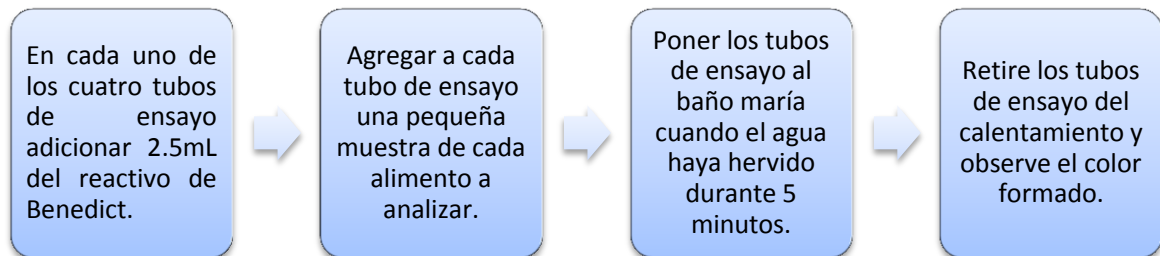 En cada uno de
los cuatro tubos
de ensayo
adicionar 2.5mL
del reactivo de
Benedict.
Agregar a cada
tubo de ensayo
una pequeña
muestra de cada
alimento a
analizar.
Poner los tubos
de ensayo al
baño maría
cuando el agua
haya hervido
durante 5
minutos.
Retire los tubos
de ensayo del
calentamiento y
observe el color
formado.